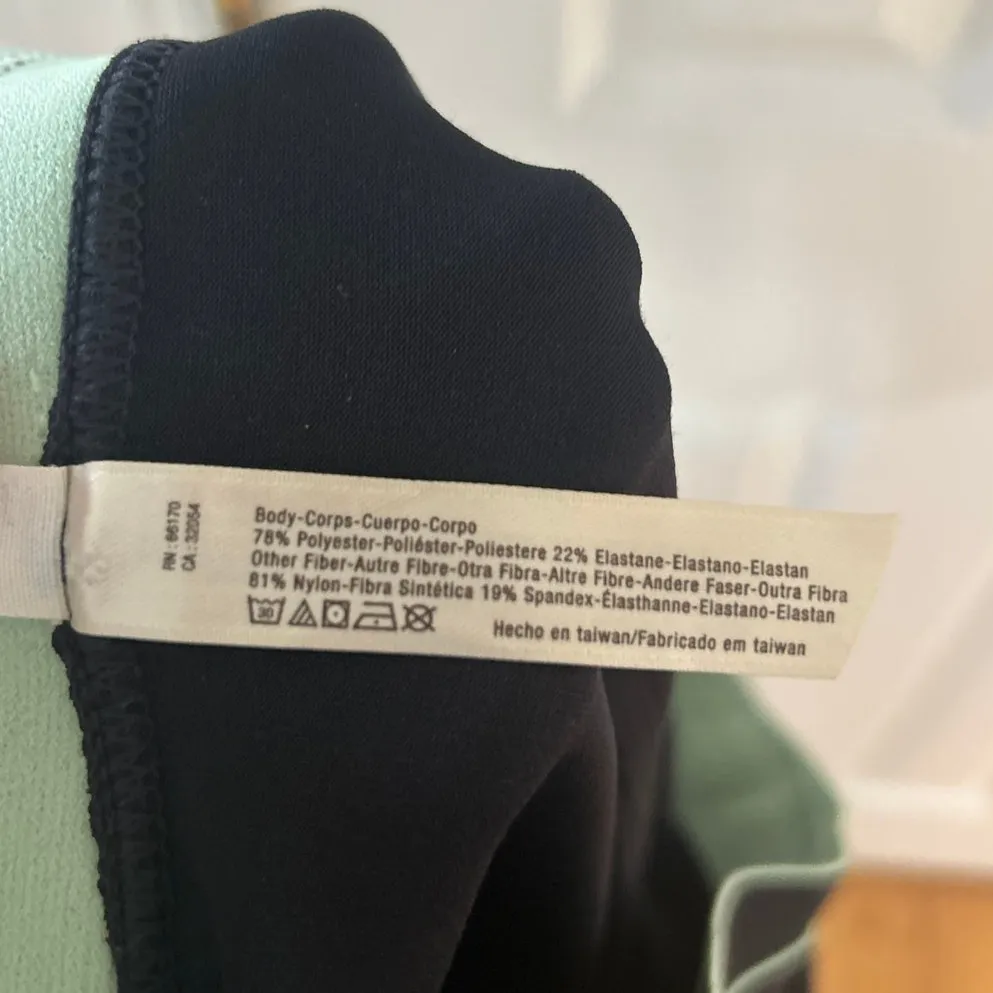 RN : 66170
CA : 32054
Body-Corps-Cuerpo-Corpo
78% Polyester-Poliéster-Poliestere 22% Elastane-Elastano-Elastan
Other Fiber-Autre Fibre-Otra Fibra-Altre Fibre-Andere Faser-Outra Fibra
81% Nylon-Fibra Sintética 19% Spandex-Élasthanne-Elastano-Elastan
30
Hecho en taiwan/Fabricado em taiwan